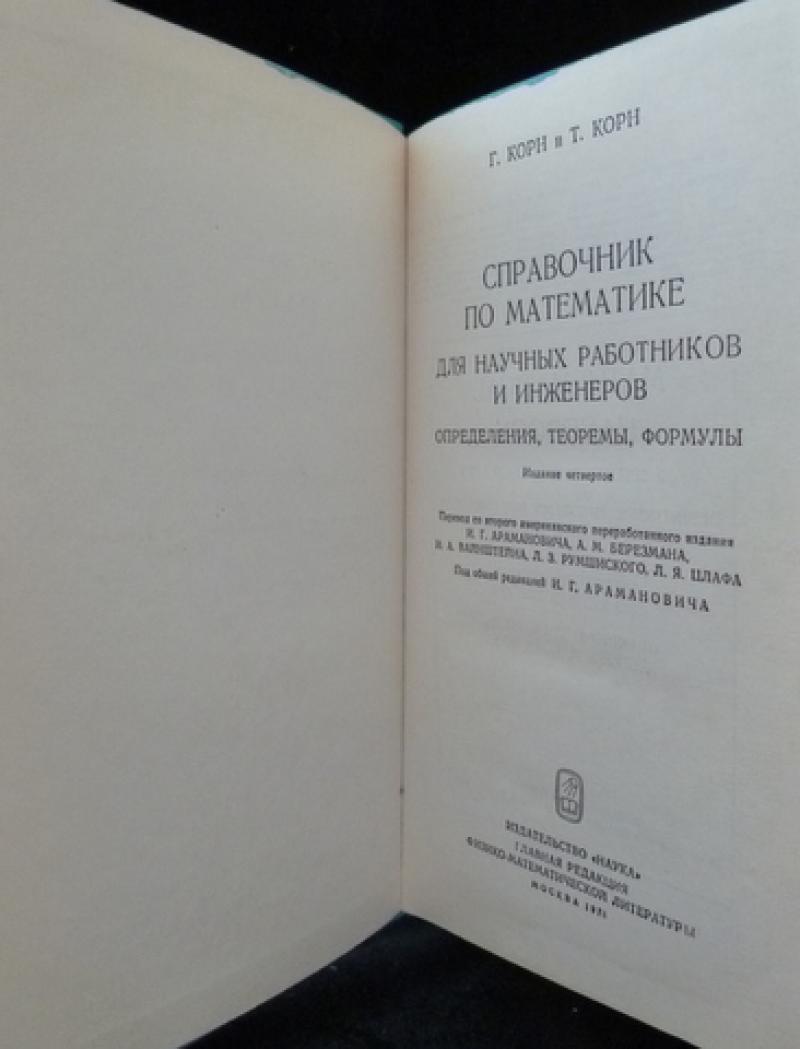 Г. КОРН и Т. КОРН
СПРАВОЧНИК
ПО МАТЕМАТИКЕ
ДЛЯ НАУЧНЫХ РАБОТНИКОВ
И ИНЖЕНЕРОВ
ОПРЕДЕЛЕНИЯ, ТЕОРЕМЫ, ФОРМУЛЫ
Издание четвертое
Перевод со второго американского переработанного издания
И. Г. АРАМАНОВИЧА, А. М. БЕРЕЗМАНА,
И. А. ВАЙНШТЕЙНА, Л. З. РУМШИСКОГО, Л. Я. ЦЛАФА
Под общей редакцией И. Г. АРАМАНОВИЧА
ИЗДАТЕЛЬСТВО «НАУКА»
ГЛАВНАЯ РЕДАКЦИЯ
ФИЗИКО-МАТЕМАТИЧЕСКОЙ ЛИТЕРАТУРЫ
МОСКВА